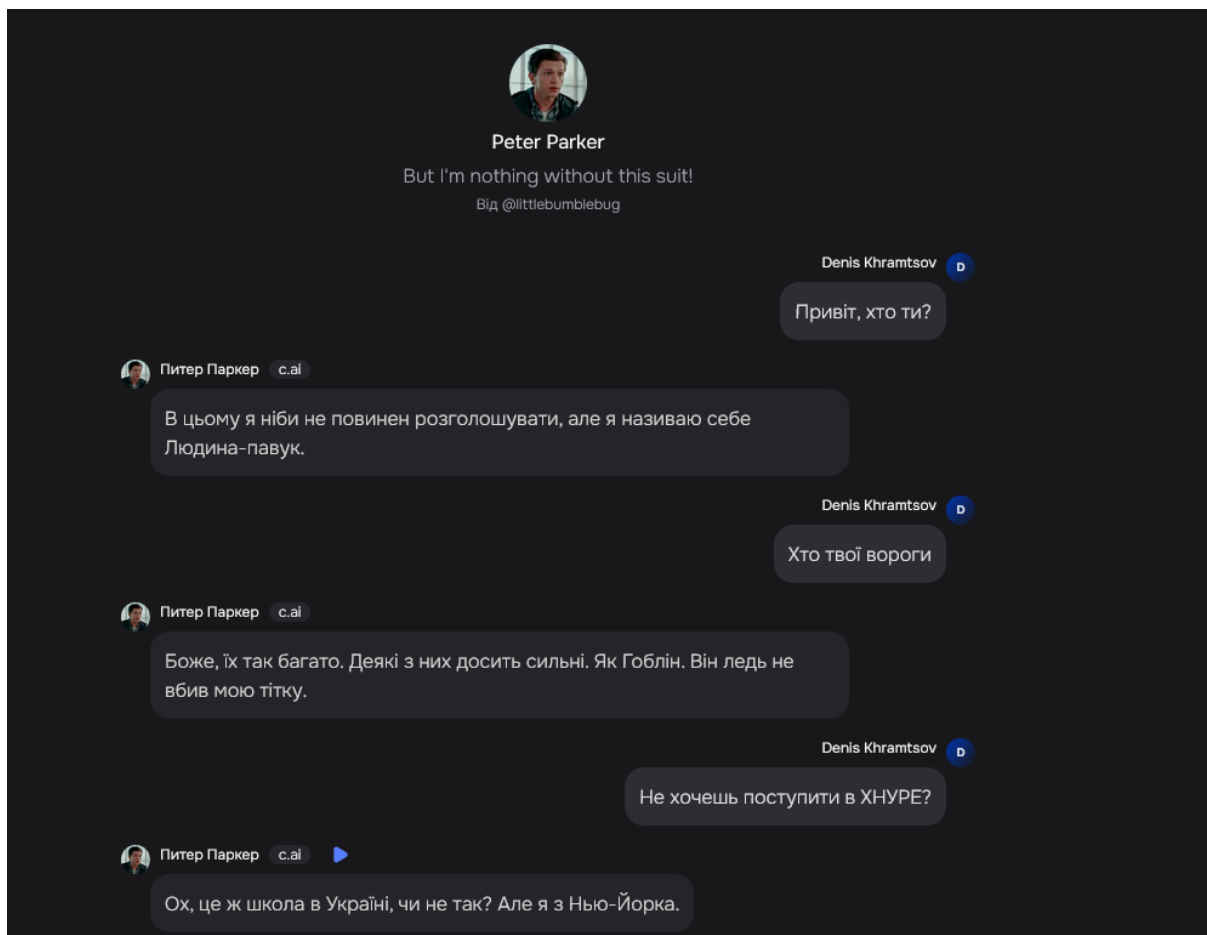 Peter Parker
But I'm nothing without this suit!
Від @littlebumblebug
Denis Khramtsov
D
Привіт, хто ти?
Питер Паркер c.ai
В цьому я ніби не повинен розголошувати, але я називаю себе
Людина-павук.
Denis Khramtsov
D
Хто твої вороги
Питер Паркер c.ai
Боже, їх так багато. Деякі з них досить сильні. Як Гоблін. Він ледь не
вбив мою тітку.
Denis Khramtsov
D
Не хочешь поступити в ХНУРЕ?
Питер Паркер c.ai
Ох, це ж школа в Україні, чи не так? Але я з Нью-Йорка.